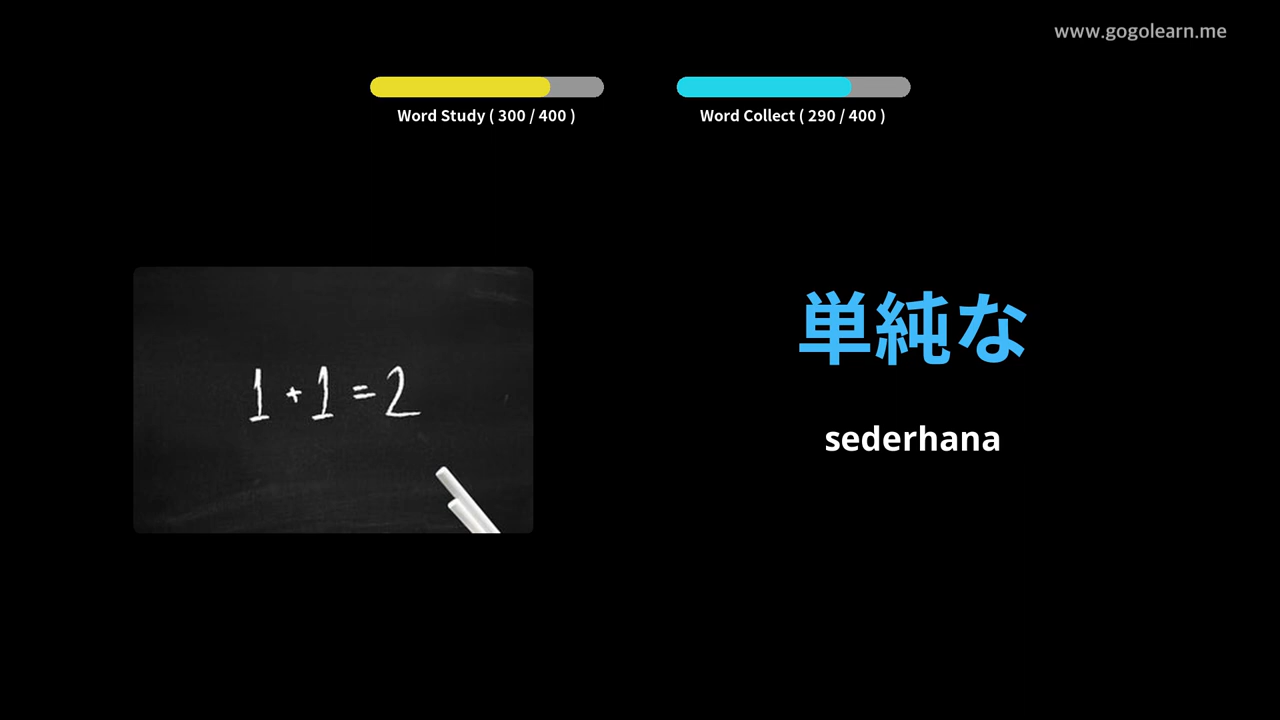 www.gogolearn.me
Word Study ( 300 / 400 )
Word Collect ( 290 / 400 )
1 + 1 = 2
単純な
sederhana